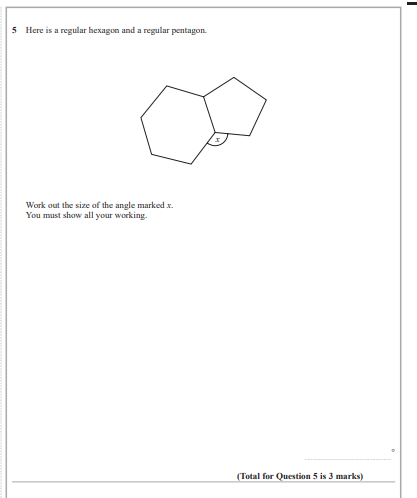 5 Here is a regular hexagon and a regular pentagon.
x
Work out the size of the angle marked x.
You must show all your working.
°
(Total for Question 5 is 3 marks)